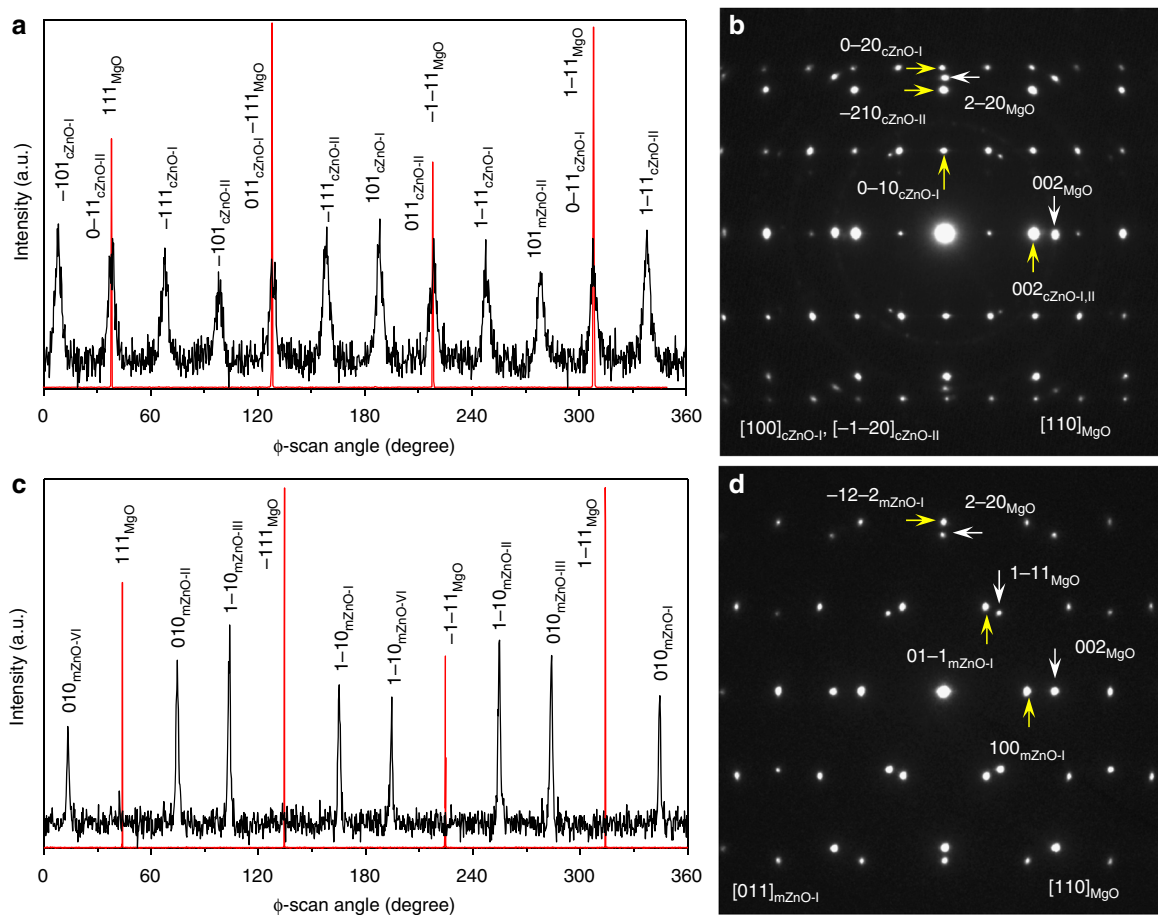 a
Intensity (a.u.)
–101cZnO-I
0–11cZnO-II
111MgO
–111cZnO-I
–101cZnO-II
011cZnO-I
–111MgO
–111cZnO-II
101cZnO-I
011cZnO-II
–1–11MgO
1–11cZnO-I
101mZnO-II
0–11cZnO-I
1–11MgO
1–11cZnO-II
0 60 120 180 240 300 360
ϕ-scan angle (degree)
b
0–20cZnO-I
2–20MgO
–210cZnO-II
0–10cZnO-I
002MgO
002cZnO-I,II
[100]cZnO-I, [–1–20]cZnO-II
[110]MgO
c
Intensity (a.u.)
010mZnO-VI
111MgO
010mZnO-II
1–10mZnO-III
–111MgO
1–10mZnO-I
1–10mZnO-VI
–1–11MgO
1–10mZnO-II
010mZnO-III
1–11MgO
010mZnO-I
0 60 120 180 240 300 360
ϕ-scan angle (degree)
d
–12–2mZnO-I
2–20MgO
1–11MgO
01–1mZnO-I
002MgO
100mZnO-I
[011]mZnO-I
[110]MgO